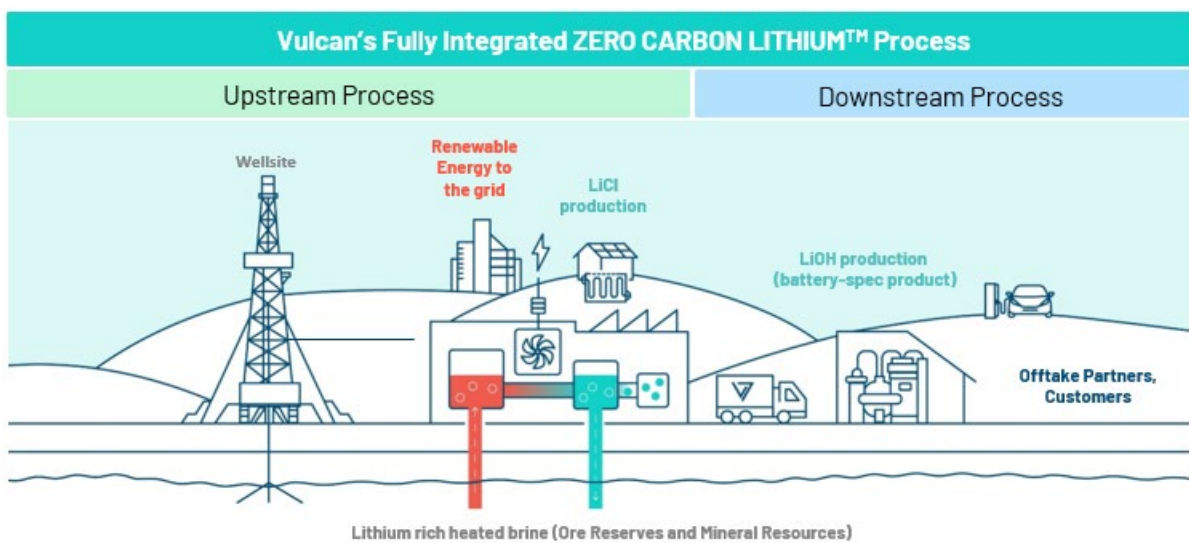 Vulcan's Fully Integrated ZERO CARBON LITHIUM™ Process
Upstream Process
Downstream Process
Wellsite
Renewable
Energy to
the grid
LiCl
production
LiOH production
(battery-spec product)
Offtake Partners,
Customers
Lithium rich heated brine (Ore Reserves and Mineral Resources)